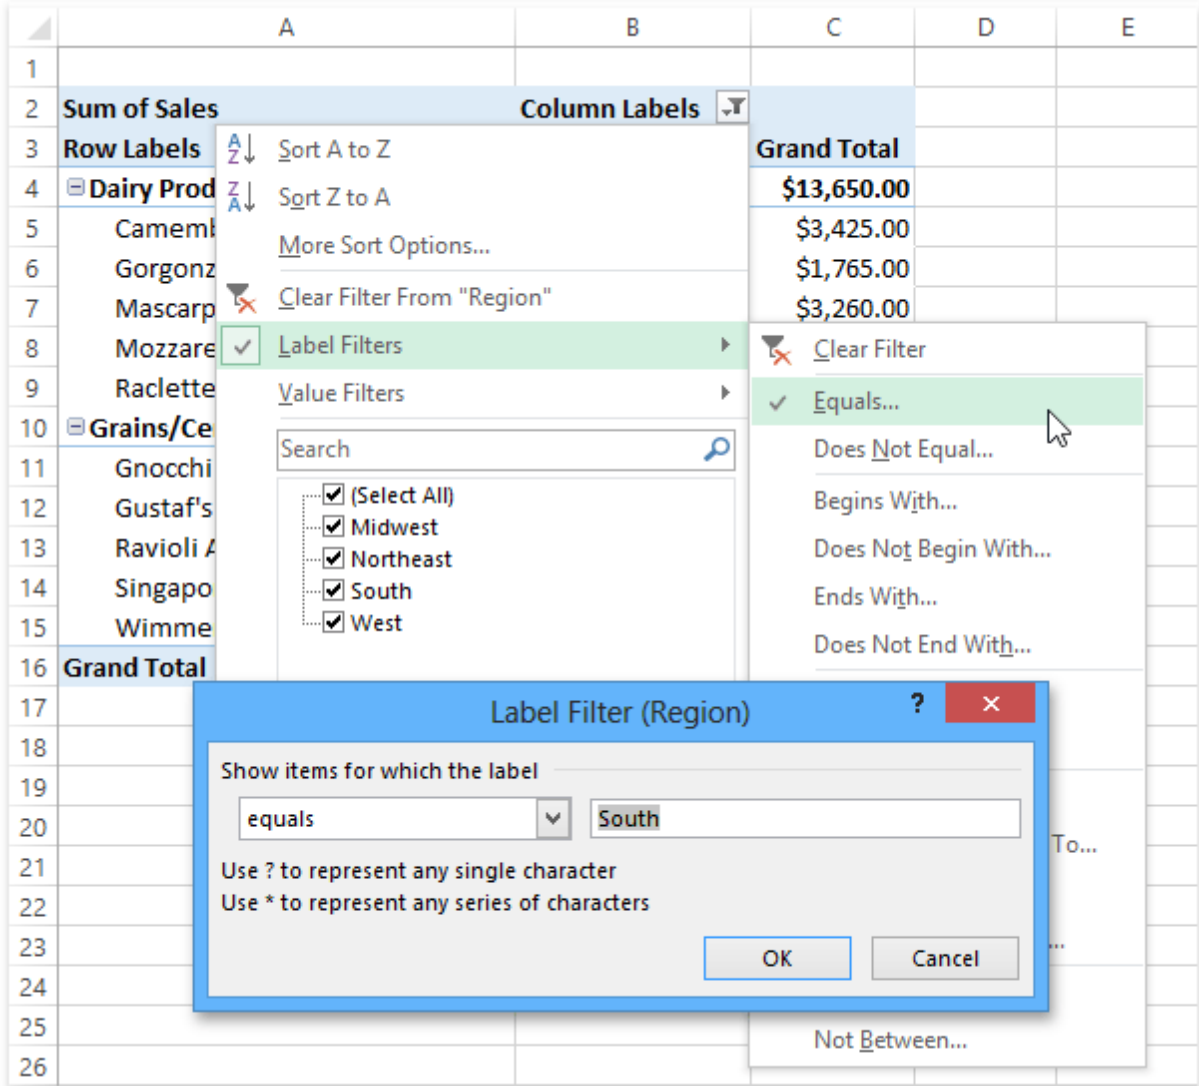 A B C D E
1
2 Sum of Sales Column Labels
3 Row Labels Grand Total
4 Dairy Prod $13,650.00
5 Camemb $3,425.00
6 Gorgonz $1,765.00
7 Mascarp $3,260.00
8 Mozzare
9 Raclette
10 Grains/Ce
11 Gnocchi
12 Gustaf's
13 Ravioli A
14 Singapo
15 Wimme
16 Grand Total
17
18
19
20
21
22
23
24
25
26
Sort A to Z
Sort Z to A
More Sort Options...
Clear Filter From "Region"
Label Filters
Value Filters
Search
(Select All)
Midwest
Northeast
South
West
Clear Filter
Equals...
Does Not Equal...
Begins With...
Does Not Begin With...
Ends With...
Does Not End With...
To...
...
Not Between...
Label Filter (Region) ?
Show items for which the label
equals South
Use ? to represent any single character
Use * to represent any series of characters
OK Cancel